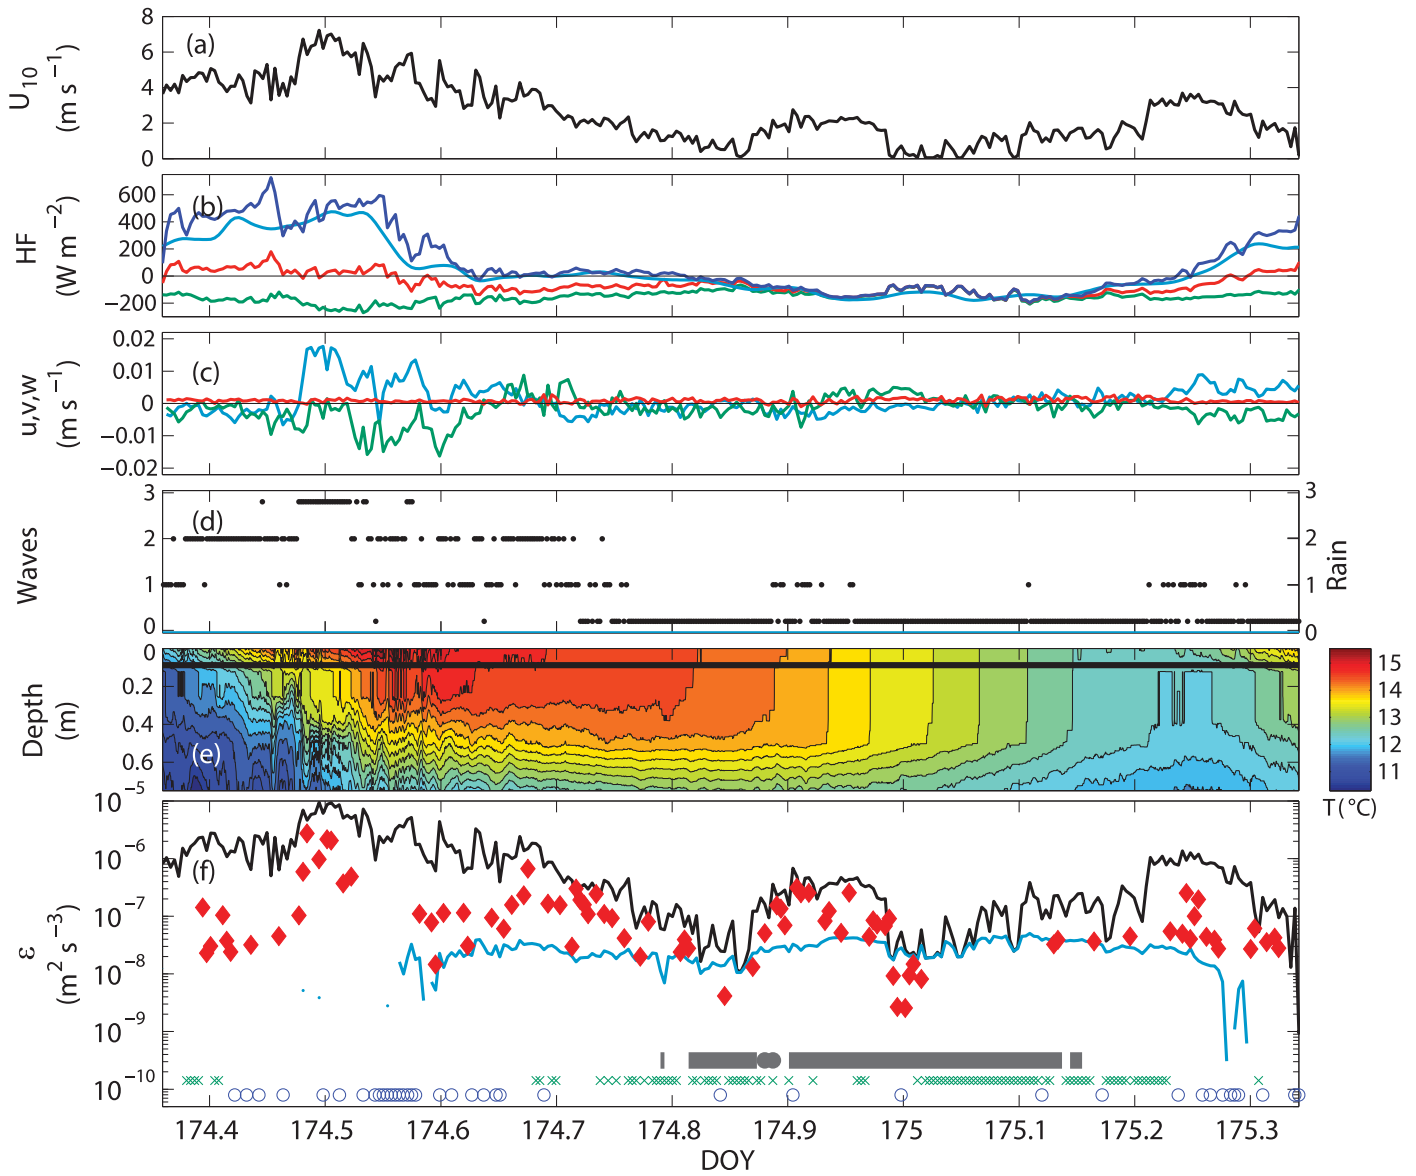 8
6
4
2
0
U10
(m s−1)
(a)
600
400
200
0
−200
HF
(W m−2)
(b)
0.02
0.01
0
−0.01
−0.02
u,v,w
(m s−1)
(c)
3
2
1
0
Waves
(d)
3
2
1
0
Rain
0
0.2
0.4
0.6
Depth
(m)
(e)
15
14
13
12
11
T (°C)
10−5
10−6
10−7
10−8
10−9
10−10
ε
(m2 s−3)
(f)
174.4 174.5 174.6 174.7 174.8 174.9 175 175.1 175.2 175.3
DOY